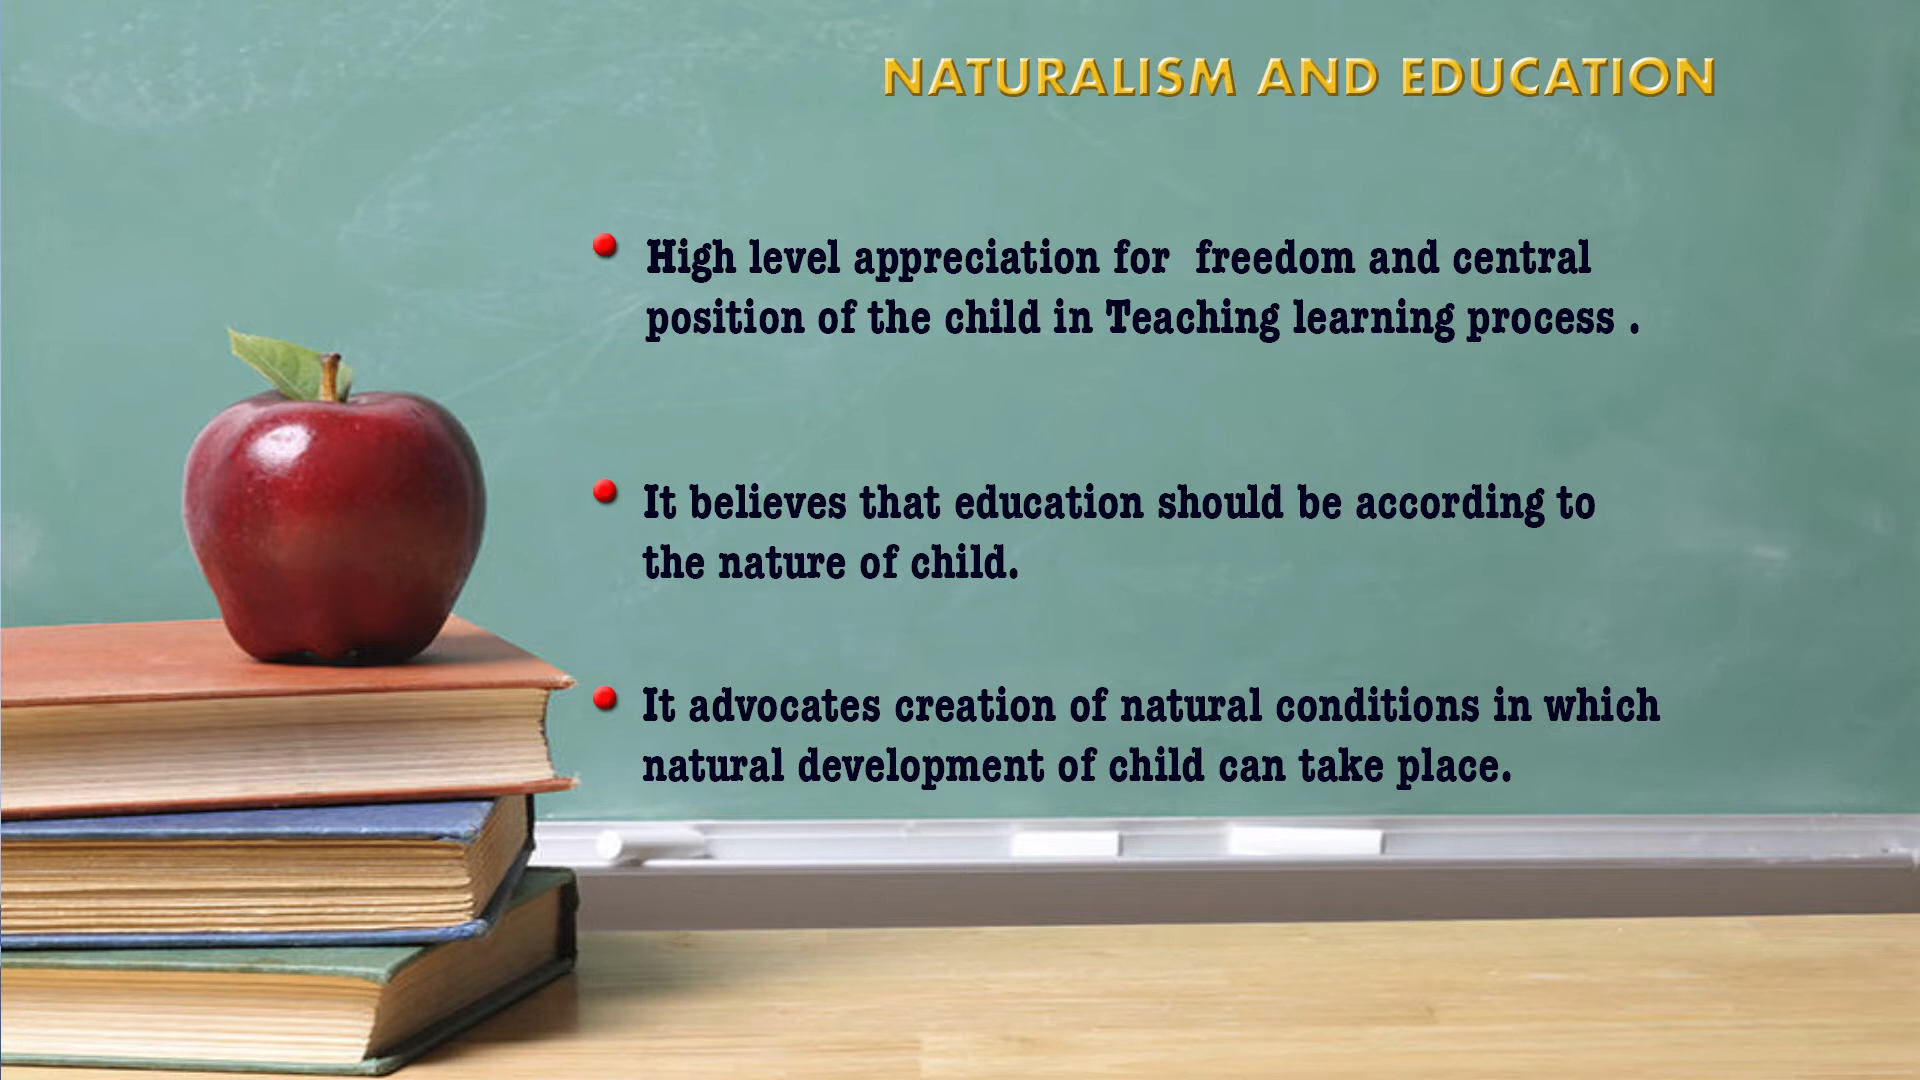 NATURALISM AND EDUCATION
High level appreciation for  freedom and central
position of the child in Teaching learning process .
It believes that education should be according to
the nature of child.
It advocates creation of natural conditions in which
natural development of child can take place.